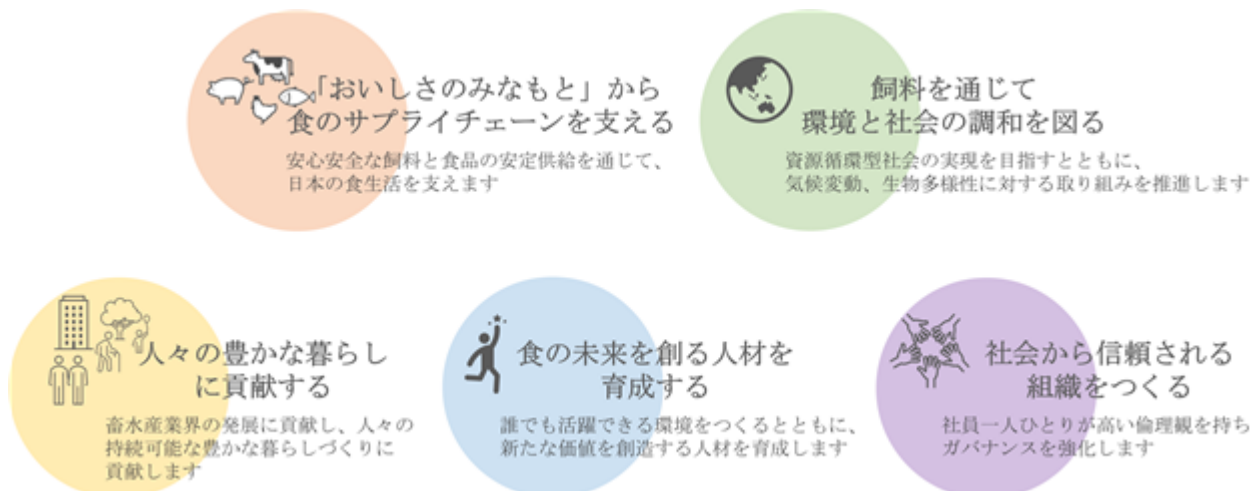 「おいしさのみなもと」から
食のサプライチェーンを支える
安心安全な飼料と食品の安定供給を通じて、
日本の食生活を支えます
飼料を通じて
環境と社会の調和を図る
資源循環型社会の実現を目指すとともに、
気候変動、生物多様性に対する取り組みを推進します
人々の豊かな暮らし
に貢献する
畜水産業界の発展に貢献し、人々の
持続可能な豊かな暮らしづくりに
貢献します
食の未来を創る人材を
育成する
誰でも活躍できる環境をつくるとともに、
新たな価値を創造する人材を育成します
社会から信頼される
組織をつくる
社員一人ひとりが高い倫理観を持ち
ガバナンスを強化します